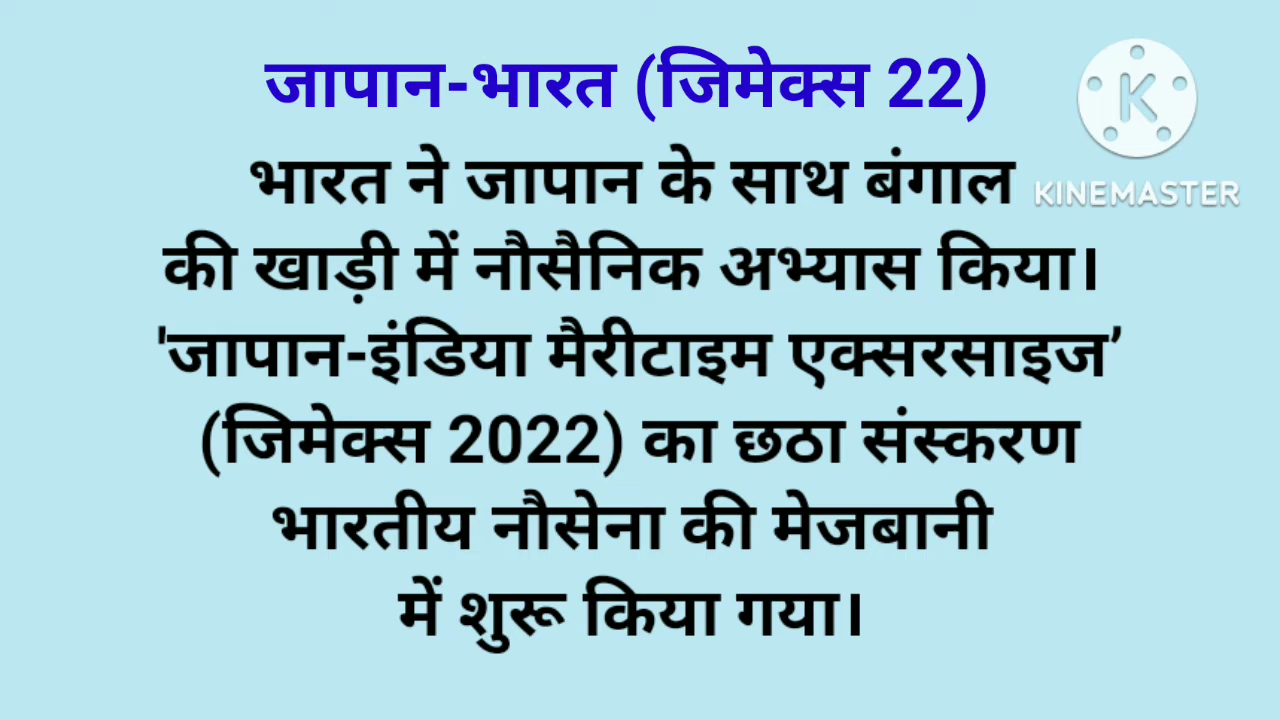 जापान-भारत (जिमेक्स 22)
भारत ने जापान के साथ बंगाल
की खाड़ी में नौसैनिक अभ्यास किया।
'जापान-इंडिया मैरीटाइम एक्सरसाइज’
(जिमेक्स 2022) का छठा संस्करण
भारतीय नौसेना की मेजबानी
में शुरू किया गया।
K
KINEMASTER